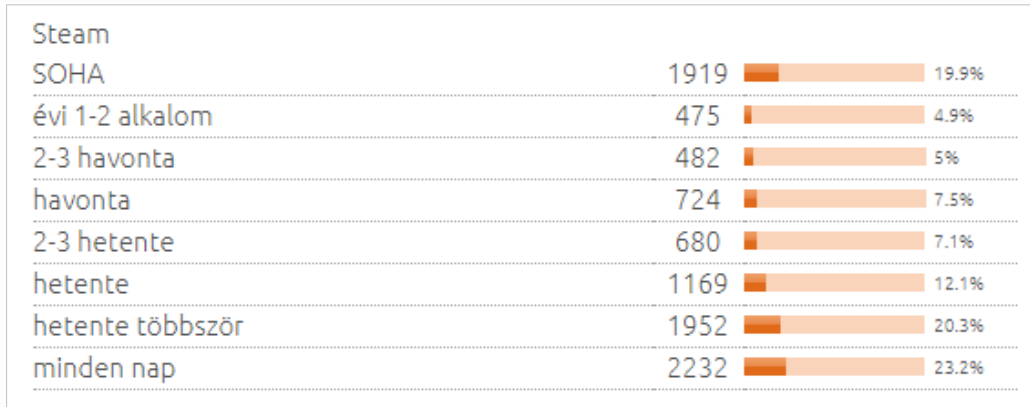 Steam
SOHA 1919 19.9%
évi 1-2 alkalom 475 4.9%
2-3 havonta 482 5%
havonta 724 7.5%
2-3 hetente 680 7.1%
hetente 1169 12.1%
hetente többször 1952 20.3%
minden nap 2232 23.2%